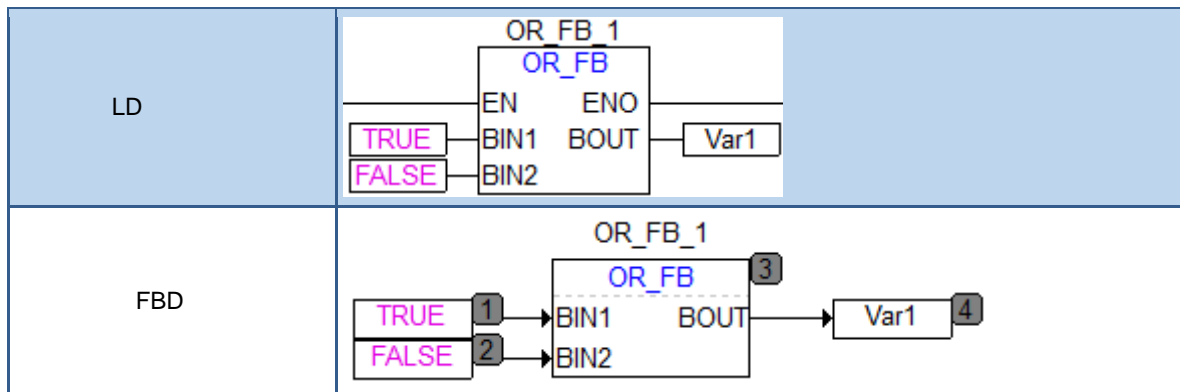 LD
OR_FB_1
OR_FB
EN ENO
TRUE BIN1 BOUT Var1
FALSE BIN2
FBD
OR_FB_1
OR_FB 3
TRUE 1 BIN1 BOUT Var1 4
FALSE 2 BIN2